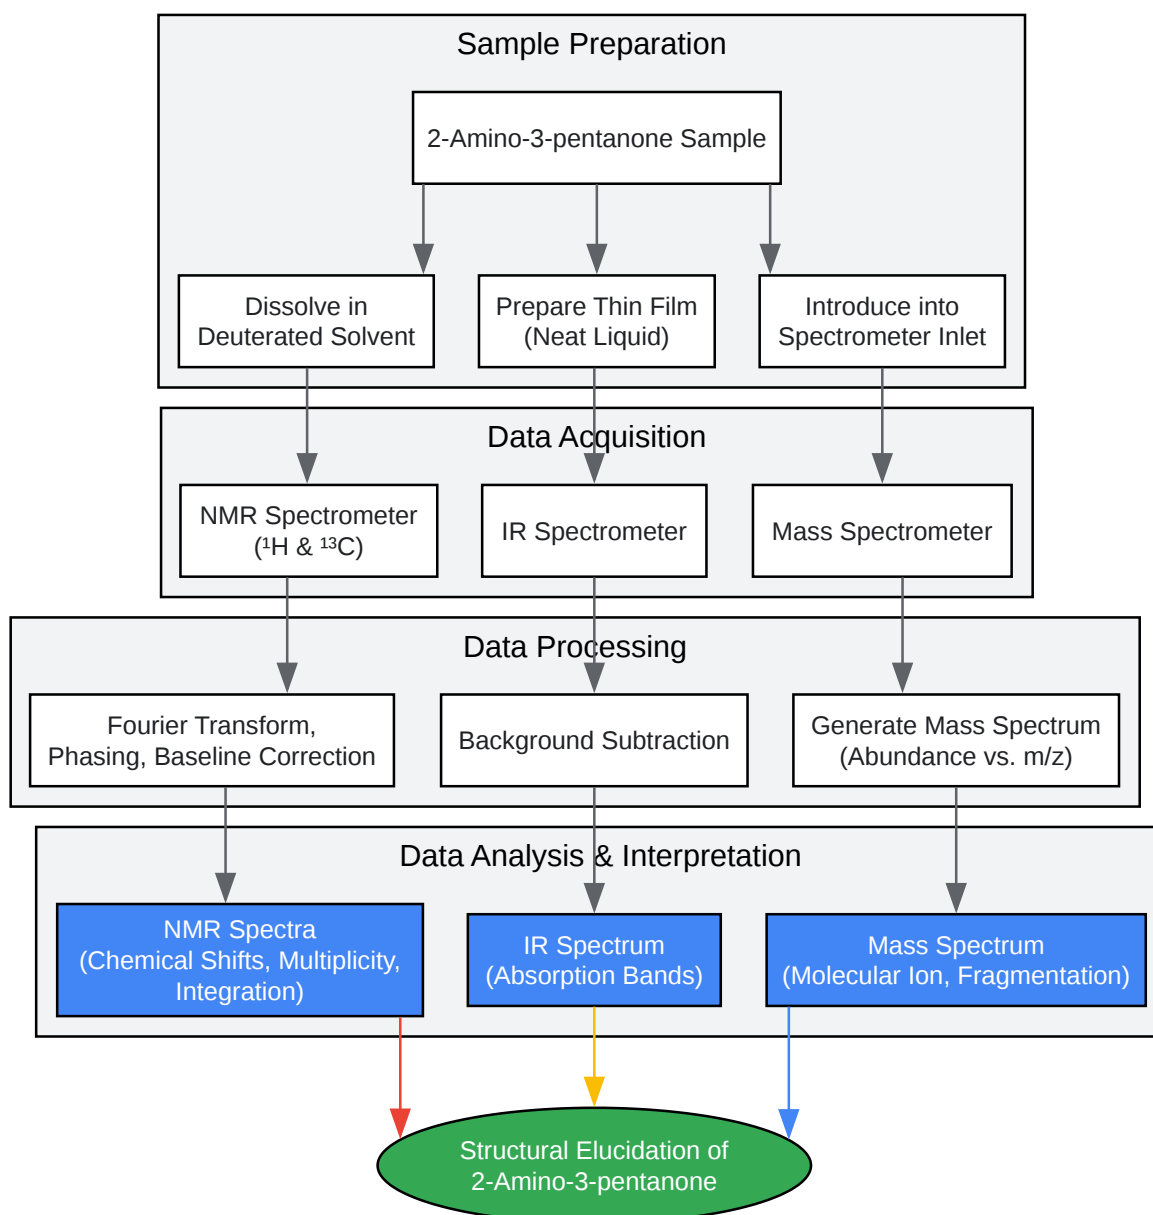 Sample Preparation
2-Amino-3-pentanone Sample
Dissolve in
Deuterated Solvent
Prepare Thin Film
(Neat Liquid)
Introduce into
Spectrometer Inlet
Data Acquisition
NMR Spectrometer
(¹H & ¹³C)
IR Spectrometer
Mass Spectrometer
Data Processing
Fourier Transform,
Phasing, Baseline Correction
Background Subtraction
Generate Mass Spectrum
(Abundance vs. m/z)
Data Analysis & Interpretation
NMR Spectra
(Chemical Shifts, Multiplicity,
Integration)
IR Spectrum
(Absorption Bands)
Mass Spectrum
(Molecular Ion, Fragmentation)
Structural Elucidation of
2-Amino-3-pentanone